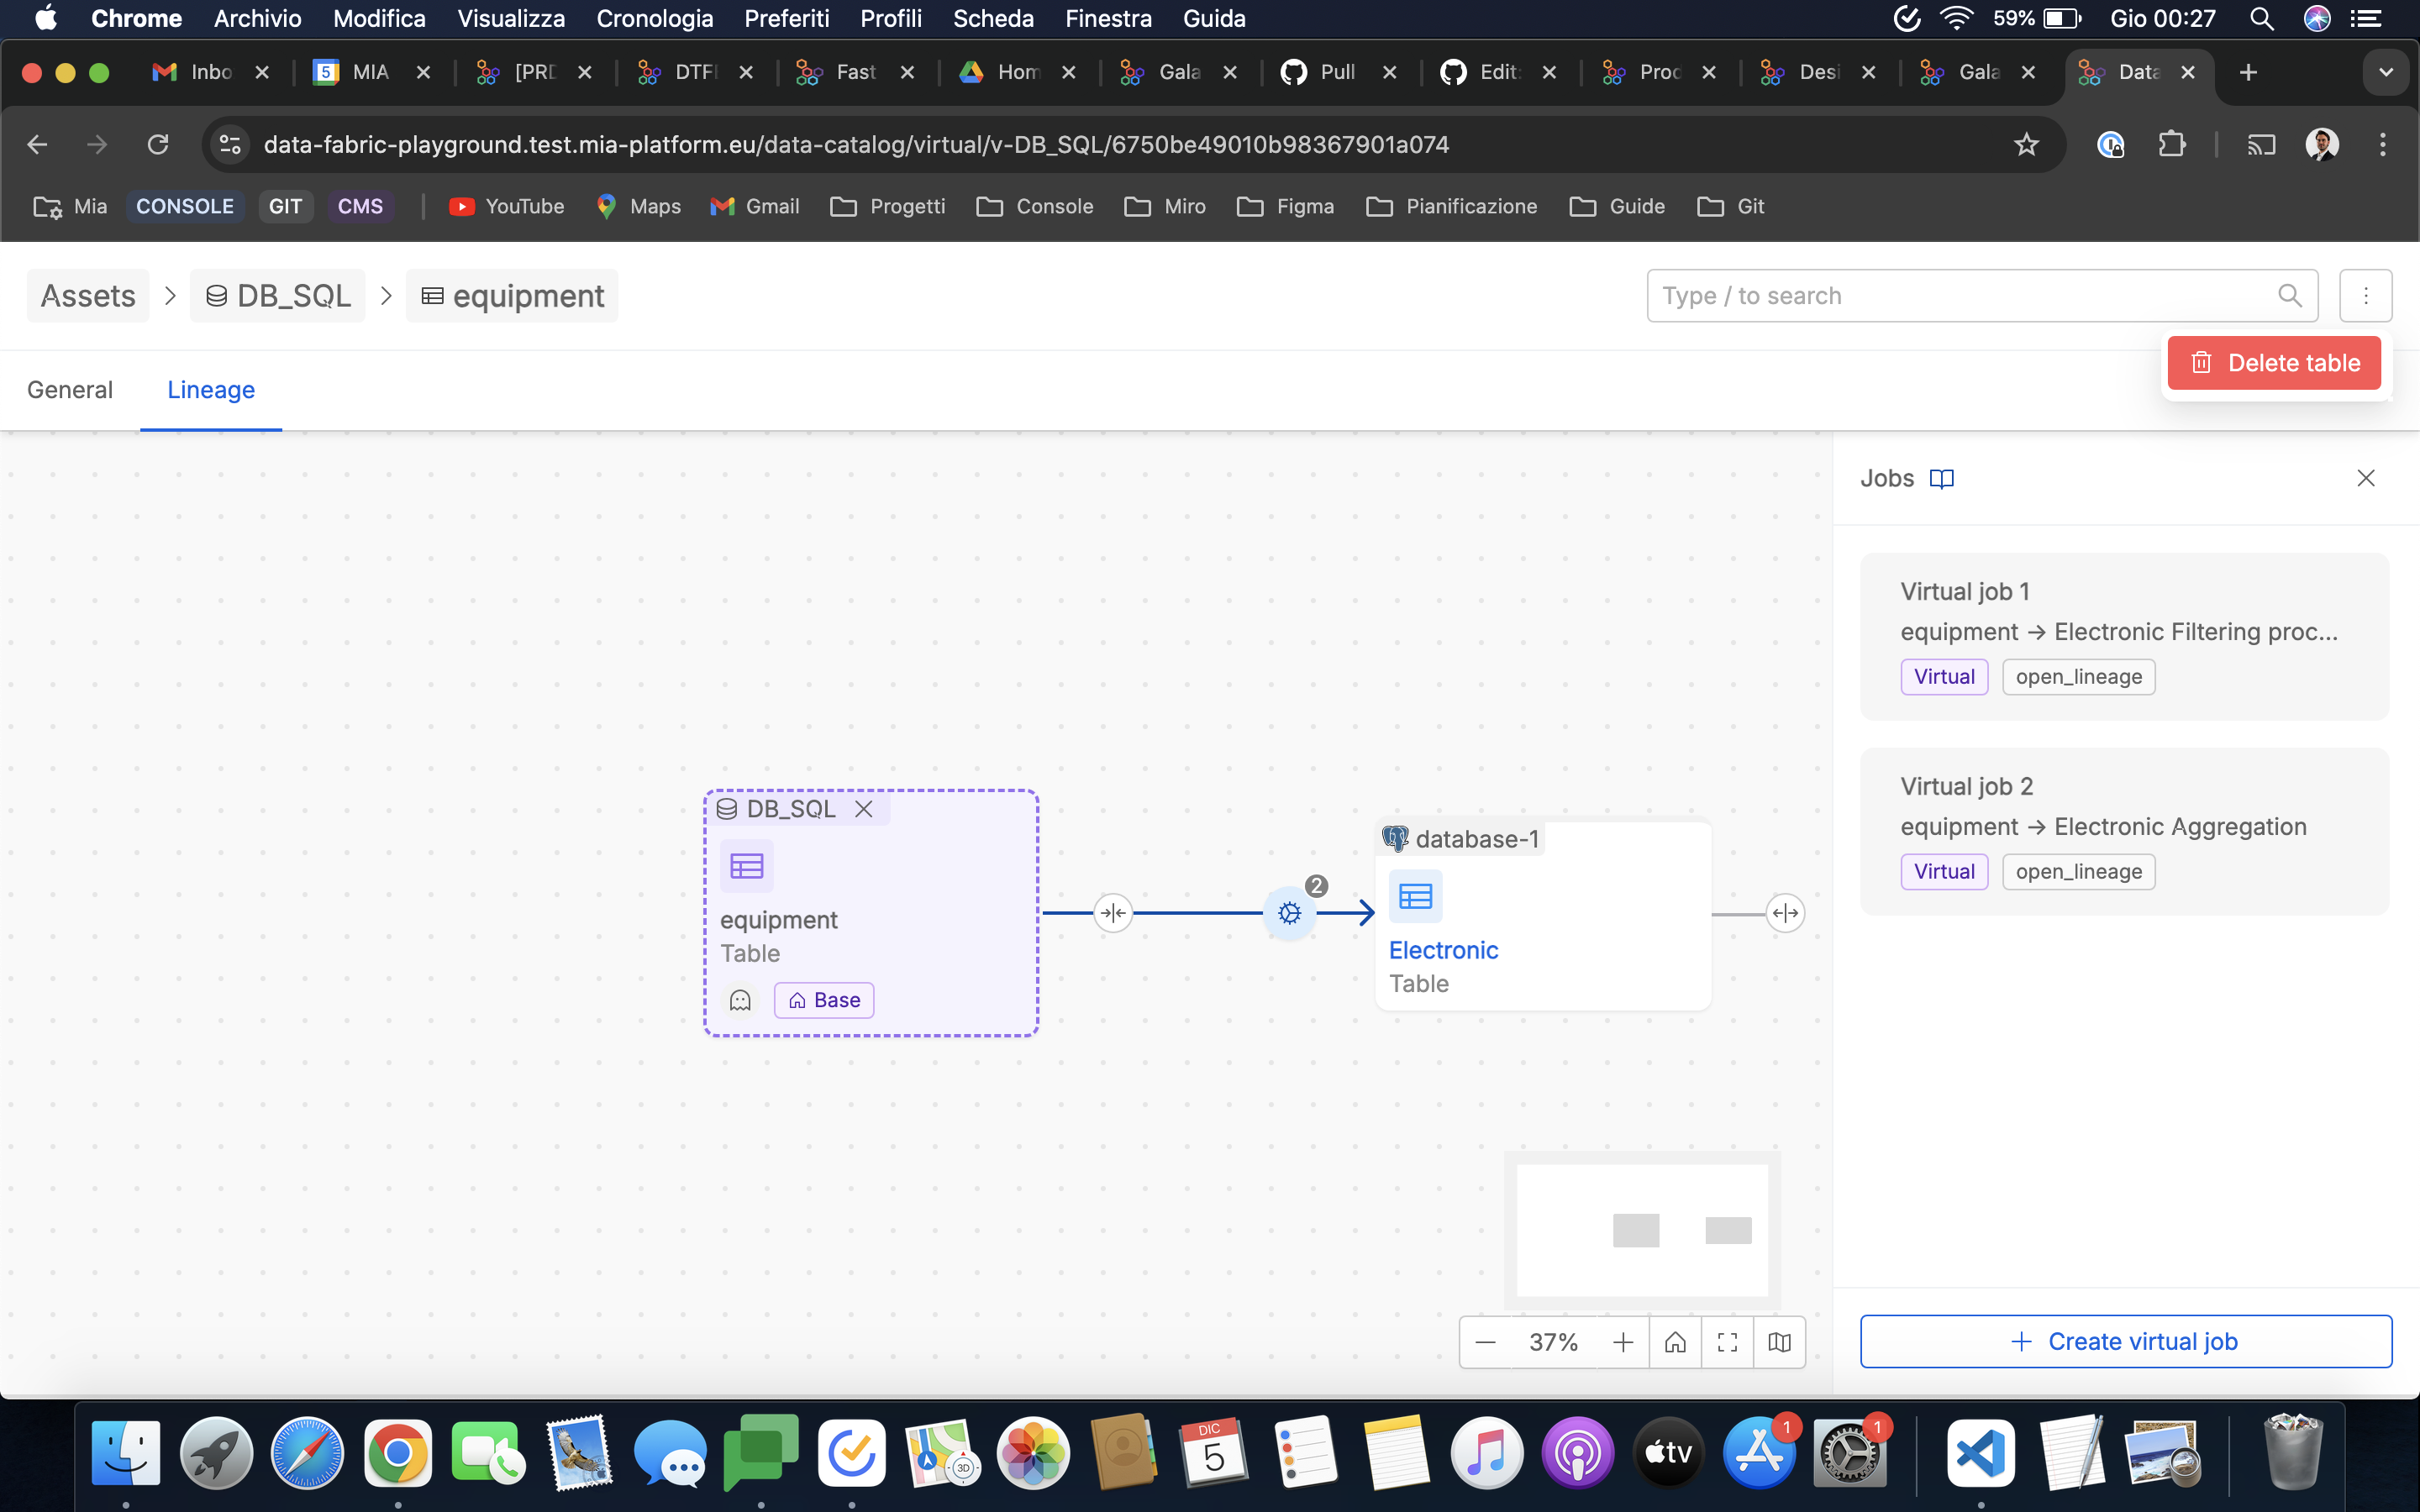 Chrome Archivio Modifica Visualizza Cronologia Preferiti Profili Scheda Finestra Guida 59% Gio 00:27
Inbo 5 MIA [PRD DTFI Fast Hom Gala Pull Edit: Prod Desi Gala Data
data-fabric-playground.test.mia-platform.eu/data-catalog/virtual/v-DB_SQL/6750be49010b98367901a074
Mia CONSOLE GIT CMS YouTube Maps Gmail Progetti Console Miro Figma Pianificazione Guide Git
Assets > DB_SQL > equipment Type / to search
Delete table
General Lineage
Jobs
Virtual job 1
equipment → Electronic Filtering proc...
Virtual open_lineage
Virtual job 2
equipment → Electronic Aggregation
Virtual open_lineage
DB_SQL
equipment
Table
Base
2
database-1
Electronic
Table
37%
Create virtual job
3D DIC 5 tv 1 1